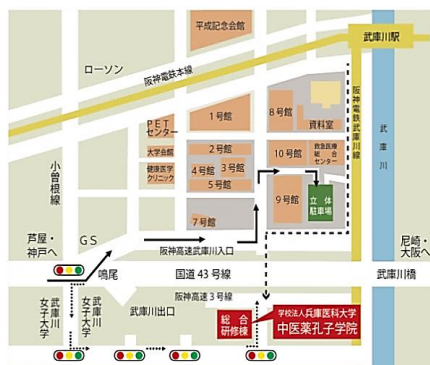 平成記念会館
武庫川駅
ローソン
阪神電鉄本線
1号館
8号館
資料室
PET
センター
大学会館
健康医学
クリニック
2号館
3号館
4号館
5号館
10号館
救急医療
総合
センター
阪神電鉄武庫川線
武庫川
小曽根線
7号館
9号館
立体
駐車場
芦屋・
神戸へ
GS
阪神高速武庫川入口
尼崎・
大阪へ
鳴尾
国道43号線
武庫川橋
阪神高速3号線
武庫川
女子大学
武庫川
女子大学
武庫川出口
総合
研修棟
学校法人兵庫医科大学
中医薬孔子学院